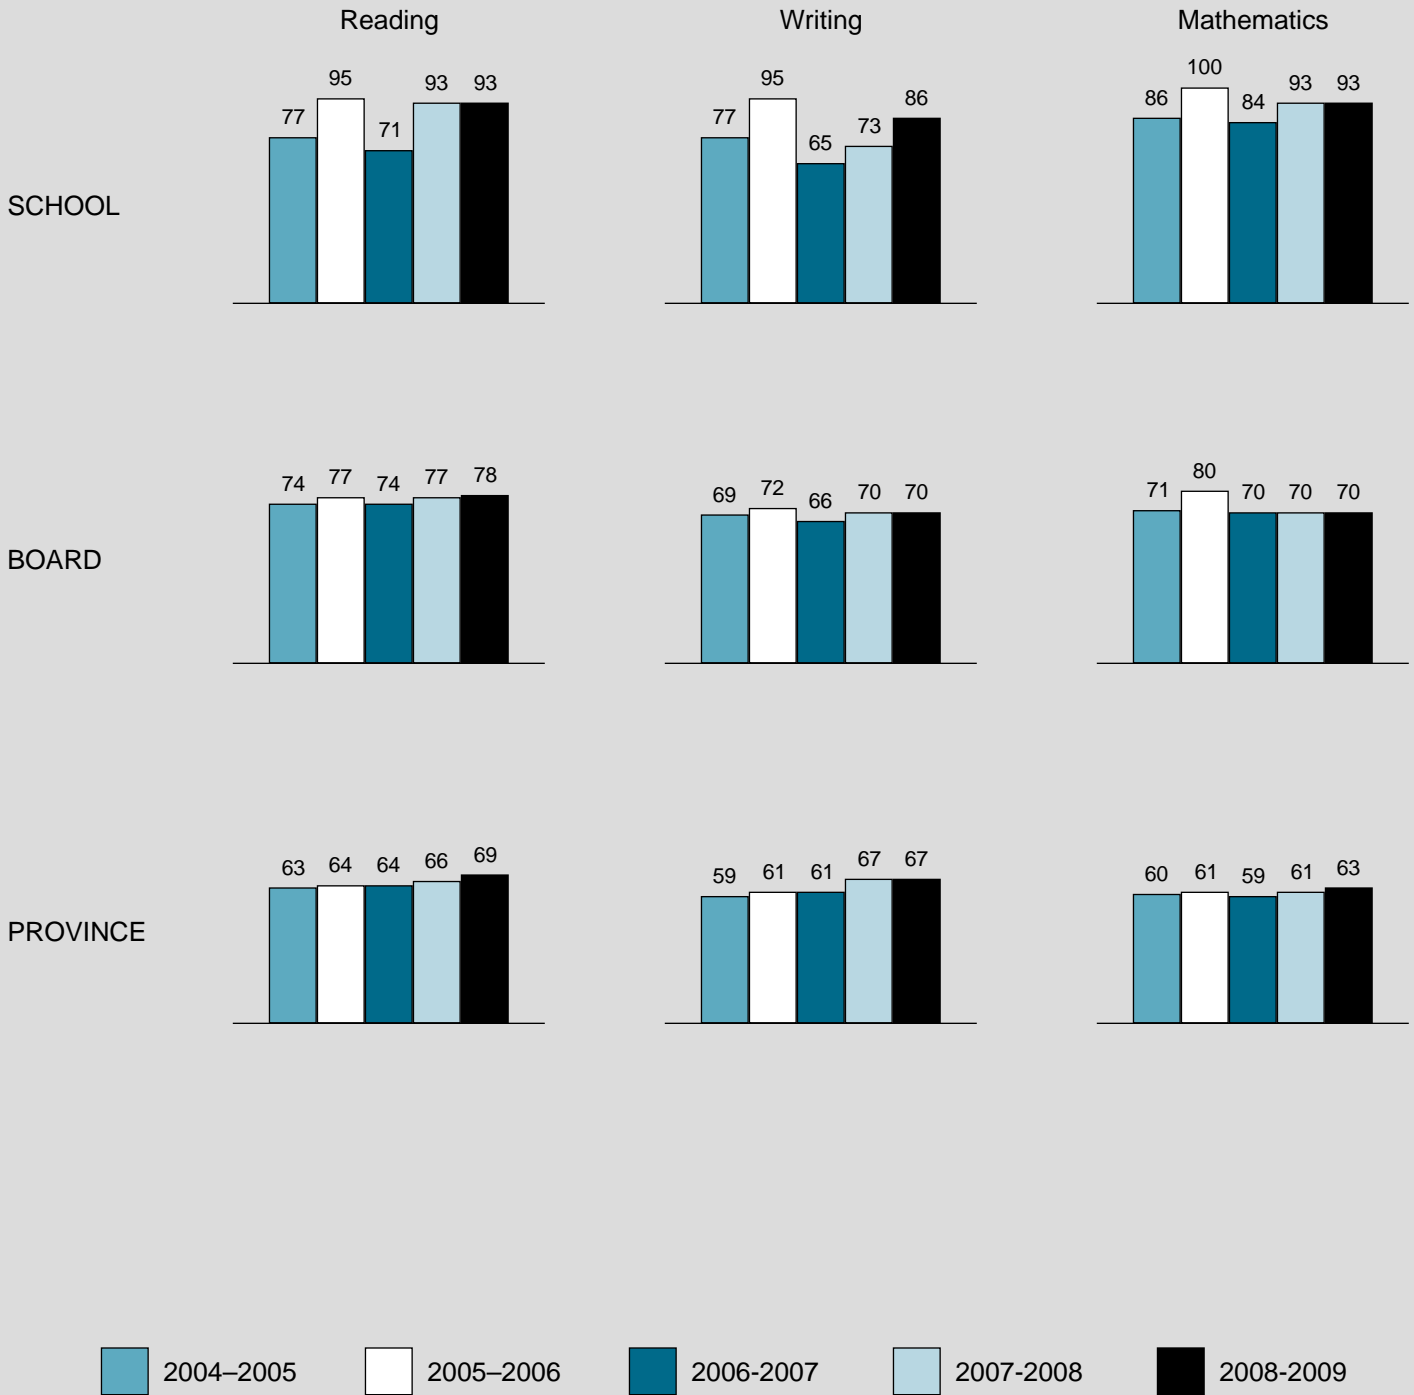 Reading Writing Mathematics
77 95 71 93 93 77 95 65 73 86 86 100 84 93 93
SCHOOL
74 77 74 77 78 69 72 66 70 70 71 80 70 70 70
BOARD
63 64 64 66 69 59 61 61 67 67 60 61 59 61 63
PROVINCE
2004–2005 2005–2006 2006-2007 2007-2008 2008-2009